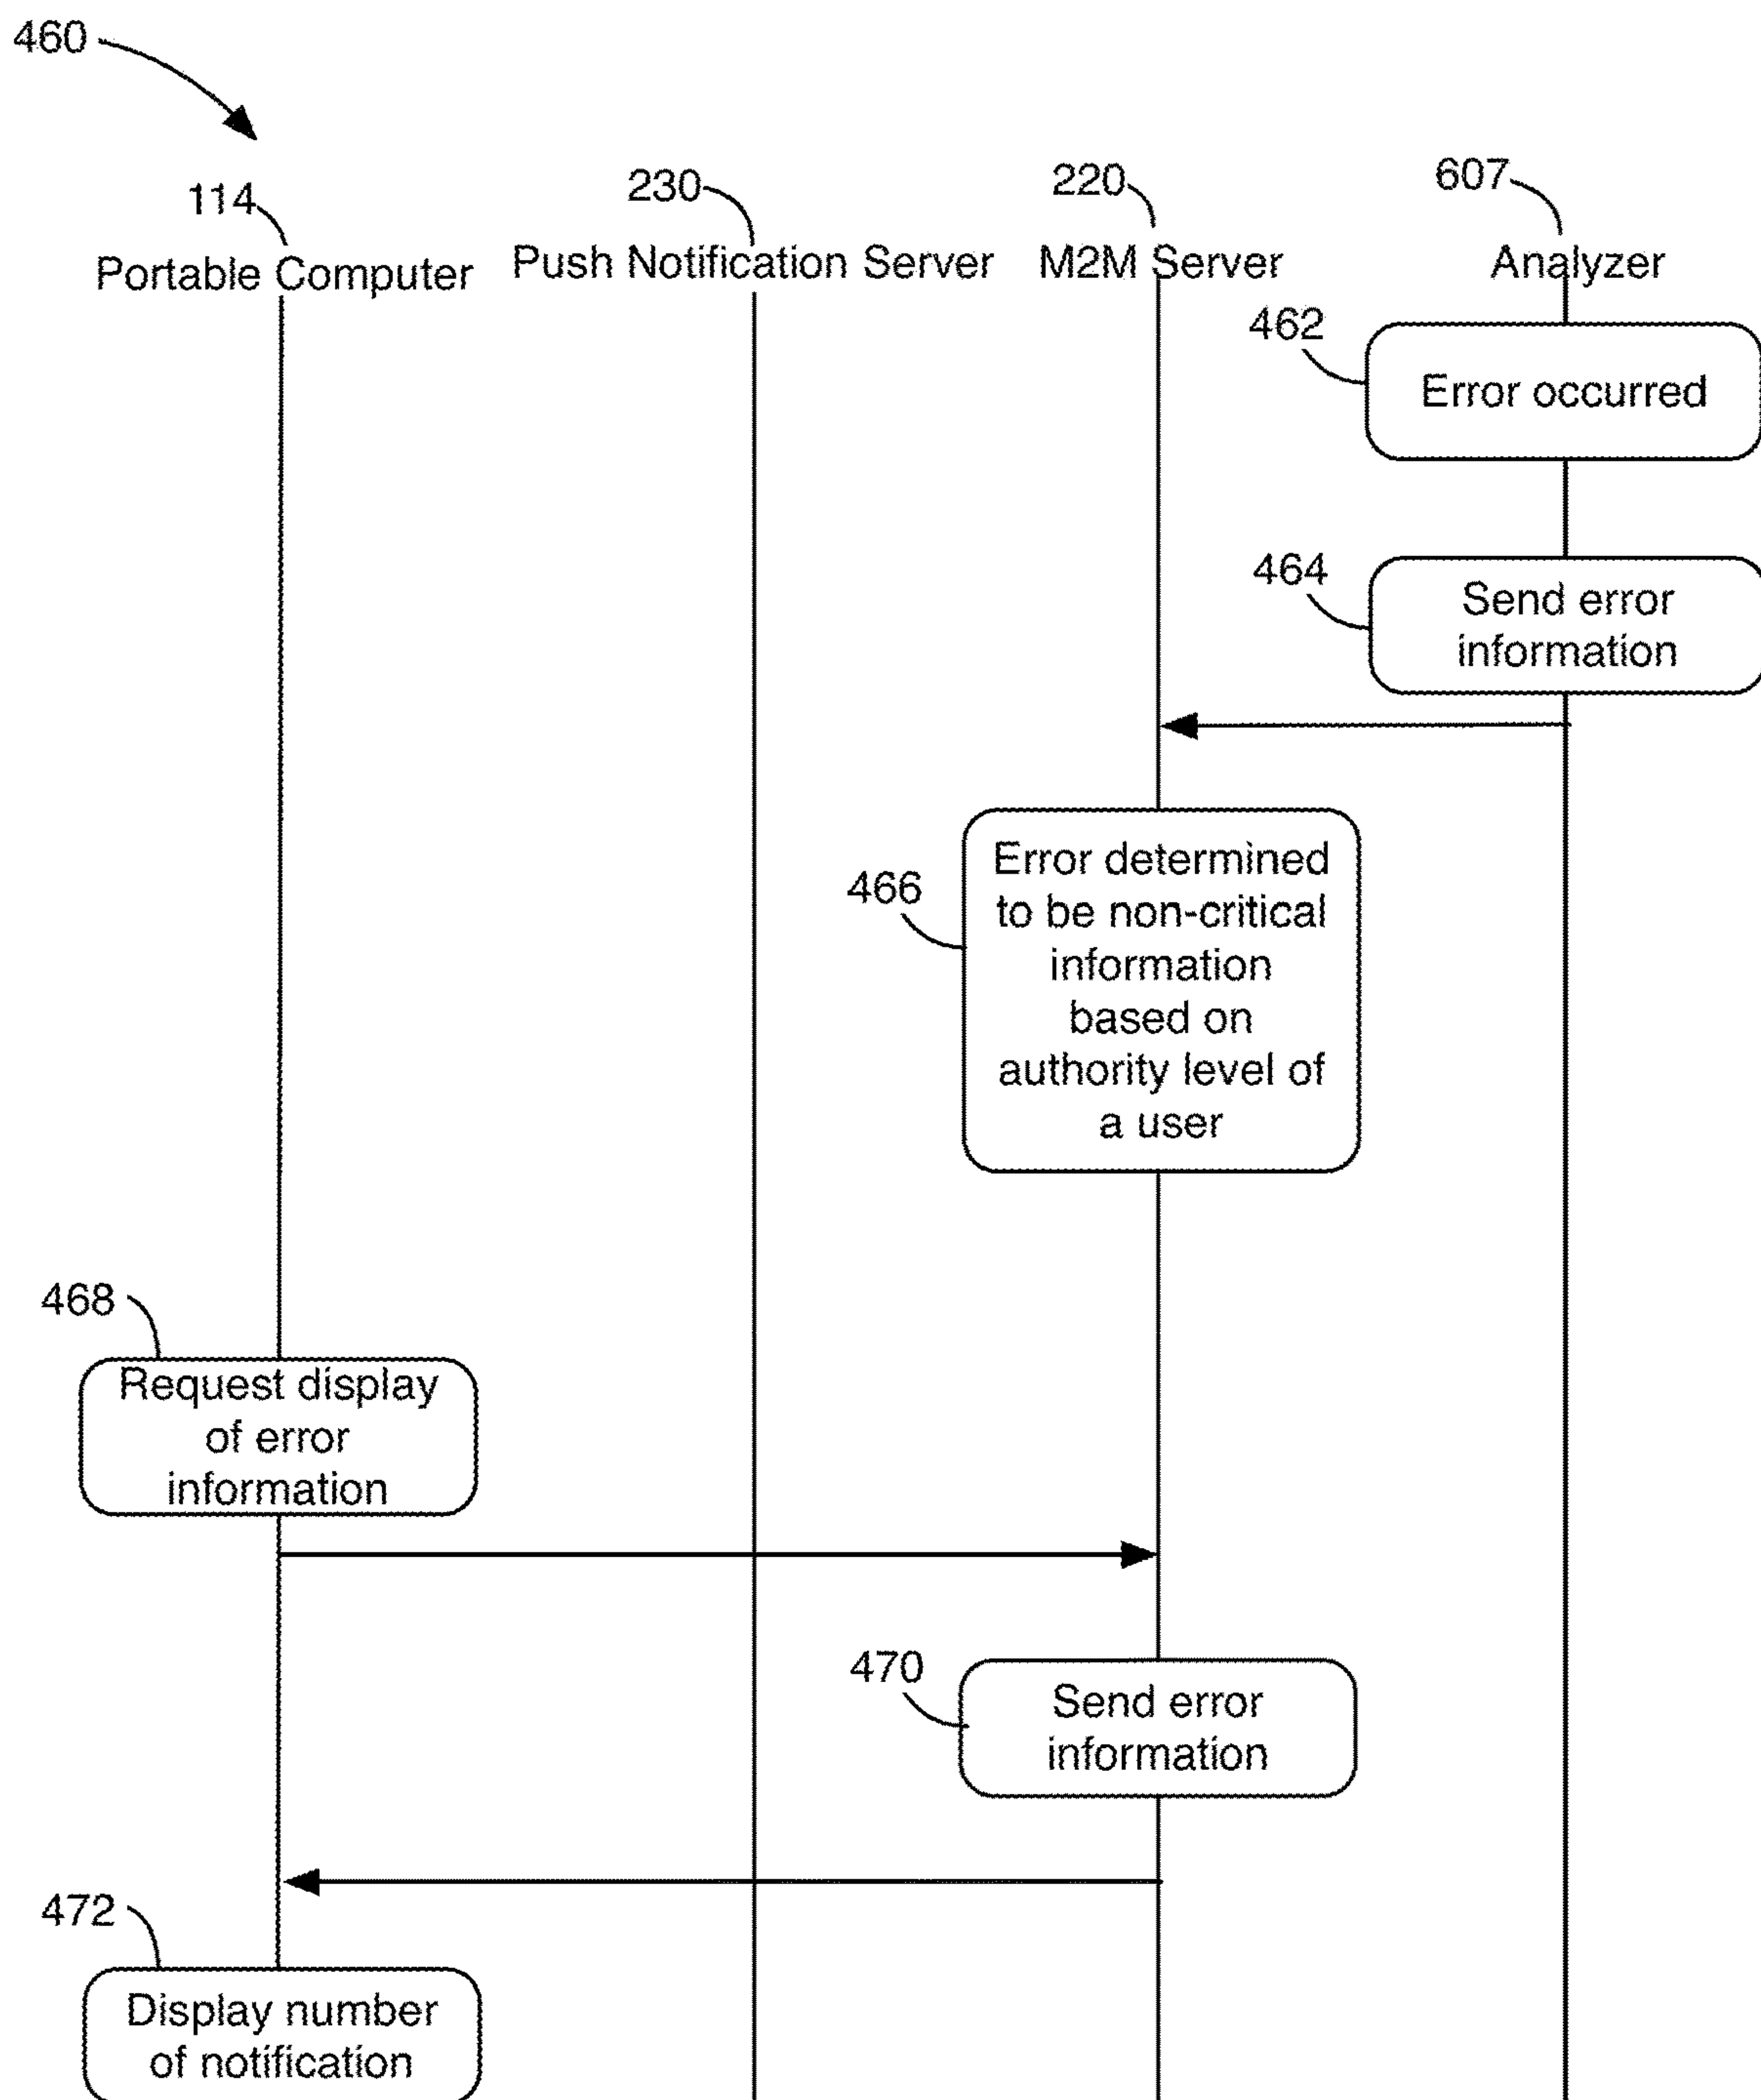 460
114
230
220
607
Portable Computer
Push Notification Server
M2M Server
Analyzer
462
Error occurred
464
Send error
information
466
Error determined
to be non-critical
information
based on
authority level of
a user
468
Request display
of error
information
470
Send error
information
472
Display number
of notification